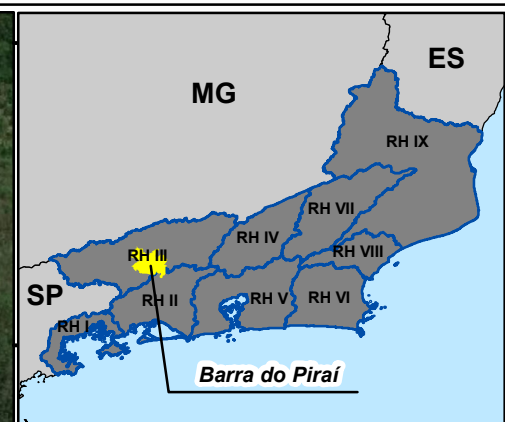 ES
MG
RH IX
RH VII
RH IV
RH VIII
RH III
SP
RH II
RH V
RH VI
RH I
Barra do Piraí